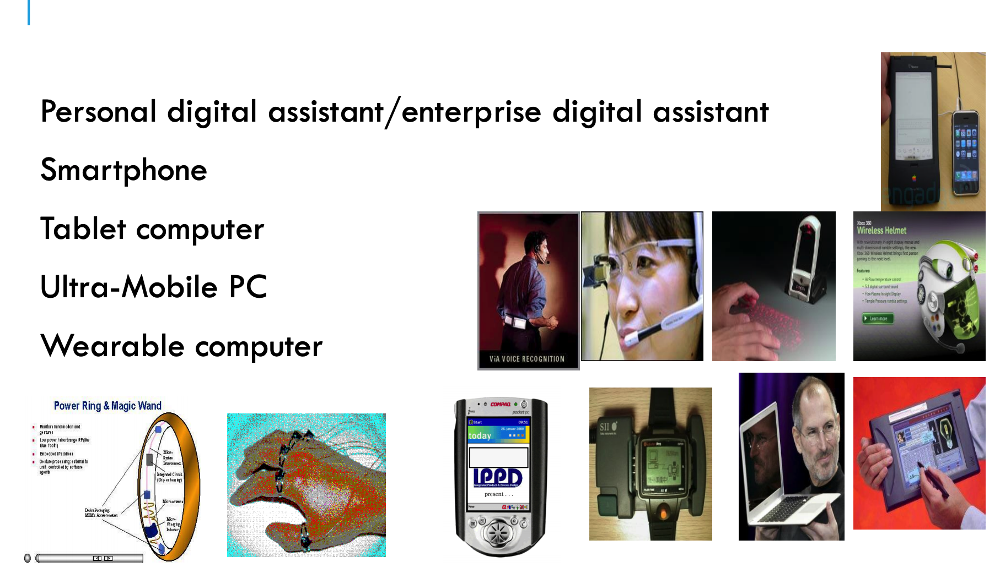 Personal digital assistant/enterprise digital assistant
Smartphone
Tablet computer
Ultra-Mobile PC
Wearable computer
engadget
ViA VOICE RECOGNITION
Xbox 360
Wireless Helmet
With revolutionary in-sight display menus and
multi-dimensional rumble settings, the new
Xbox 360 Wireless Helmet brings first person
gaming to the next level.
Features:
• AirFlow temperature control
• 5.1 digital surround sound
• Flex-Plasma In-sight Display
• Temple Pressure rumble settings
Learn more
Power Ring & Magic Wand
Monitors hand motion and
gestures
Low power / short range RF (like
Blue Tooth)
Embedded IP address
Gesture processing: external to
unit, controlled by software
agents
Micro-
System
Interconnect
Integrated Circuit
(Chip on housing)
Micro-antenna
Device Packaging:
MEM's Accelerometers
Micro-
Charging
Inductor
COMPAQ
pocket pc
Start 09:51
23. januar 2000
today
IPPD
Integrated Product & Process Design
present . . .
New
SII